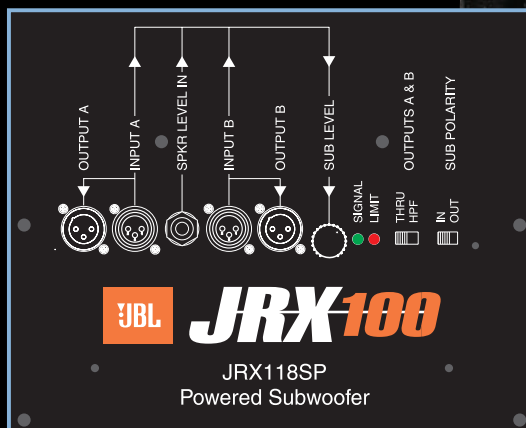 OUTPUT A
INPUT A
SPKR LEVEL IN
INPUT B
OUTPUT B
SUB LEVEL
SIGNAL
LIMIT
OUTPUTS A & B
THRU
HPF
SUB POLARITY
IN
OUT
JBL
JRX100
JRX118SP
Powered Subwoofer